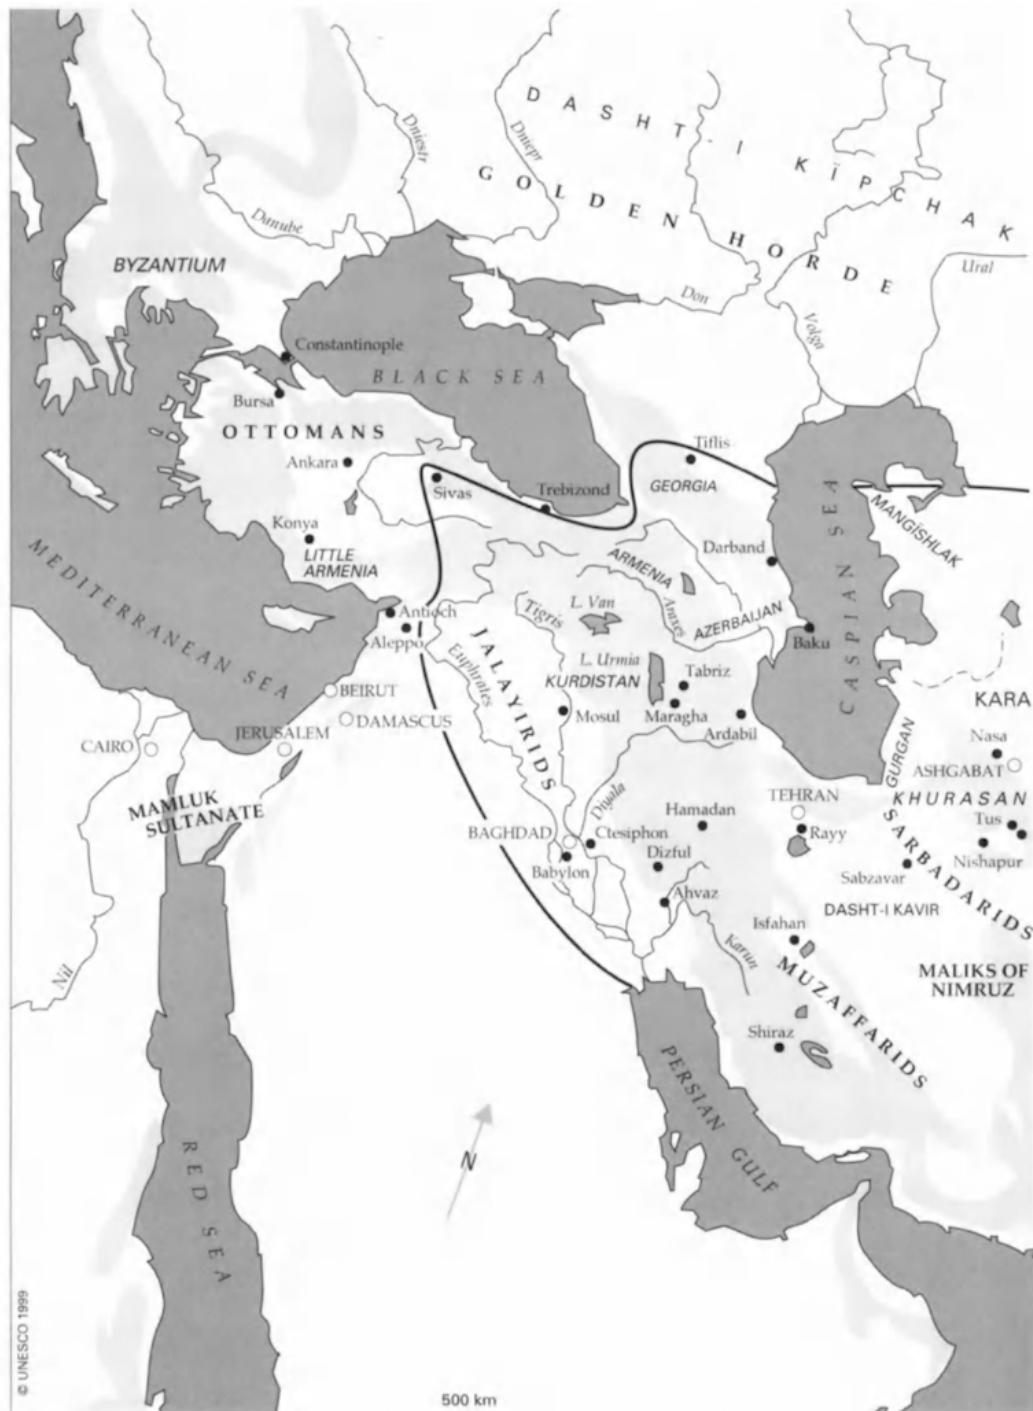 DASHT-I KÏPCHAK
GOLDEN HORDE
Dniestr
Dniepr
Danube
Don
Volga
Ural
BYZANTIUM
Constantinople
BLACK SEA
Bursa
OTTOMANS
Ankara
Sivas
Trebizond
Tiflis
GEORGIA
CASPIAN SEA
MANGÏSHLAK
Konya
LITTLE
ARMENIA
ARMENIA
Darband
MEDITERRANEAN SEA
Antioch
Aleppo
Tigris
L. Van
Araxes
AZERBAIJAN
Baku
Euphrates
JALAYIRIDS
L. Urmia
KURDISTAN
Tabriz
BEIRUT
DAMASCUS
Mosul
Maragha
Ardabil
KARA
CAIRO
JERUSALEM
Nasa
ASHGABAT
GURGAN
KHURASAN
MAMLUK
SULTANATE
Diyala
Hamadan
TEHRAN
Rayy
Tus
BAGHDAD
Ctesiphon
Babylon
Dizful
Nishapur
Sabzavar
SARBADARIDS
Ahvaz
DASHT-I KAVIR
Isfahan
Karun
Nil
MUZAFFARIDS
MALIKS OF
NIMRUZ
Shiraz
PERSIAN GULF
RED SEA
N
© UNESCO 1999
500 km